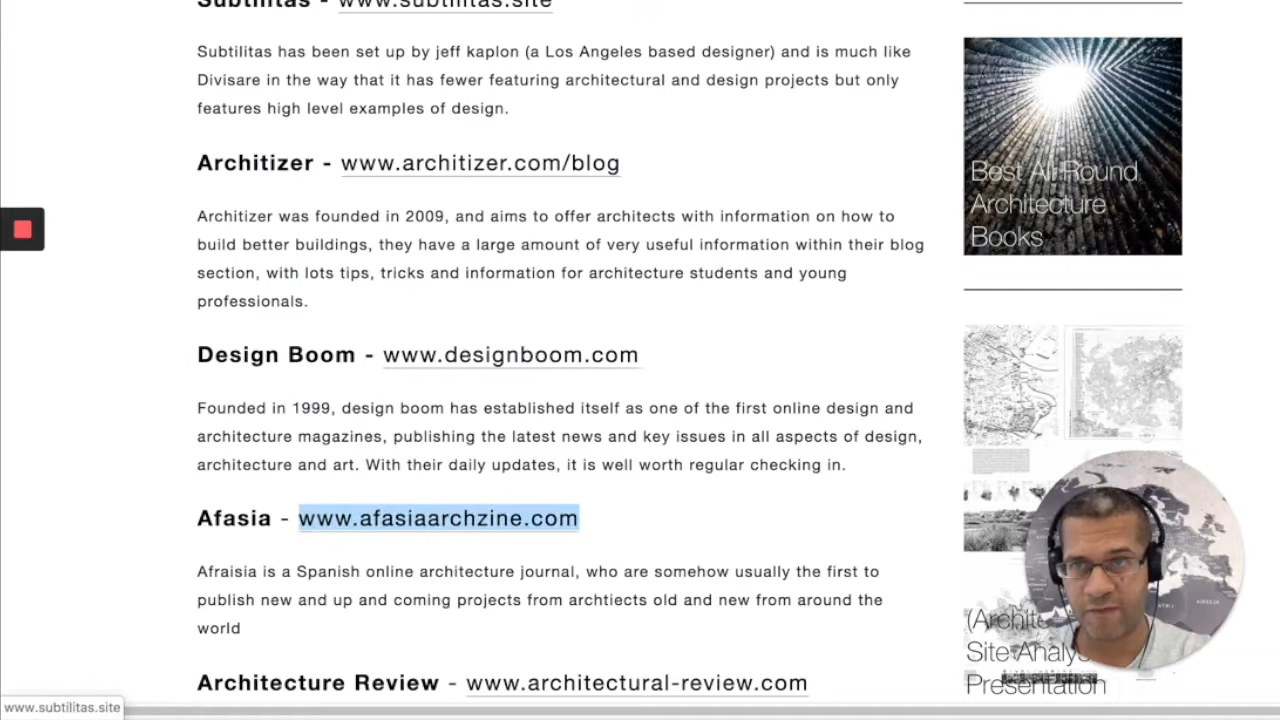 Subtilitas - www.subtilitas.site
Subtilitas has been set up by jeff kaplon (a Los Angeles based designer) and is much like
Divisare in the way that it has fewer featuring architectural and design projects but only
features high level examples of design.
Architizer - www.architizer.com/blog
Architizer was founded in 2009, and aims to offer architects with information on how to
build better buildings, they have a large amount of very useful information within their blog
section, with lots tips, tricks and information for architecture students and young
professionals.
Design Boom - www.designboom.com
Founded in 1999, design boom has established itself as one of the first online design and
architecture magazines, publishing the latest news and key issues in all aspects of design,
architecture and art. With their daily updates, it is well worth regular checking in.
Afasia - www.afasiaarchzine.com
Afraisia is a Spanish online architecture journal, who are somehow usually the first to
publish new and up and coming projects from archtiects old and new from around the
world
Architecture Review - www.architectural-review.com
www.subtilitas.site
Best All Round
Architecture
Books
(Archite
Site Analys
Presentation